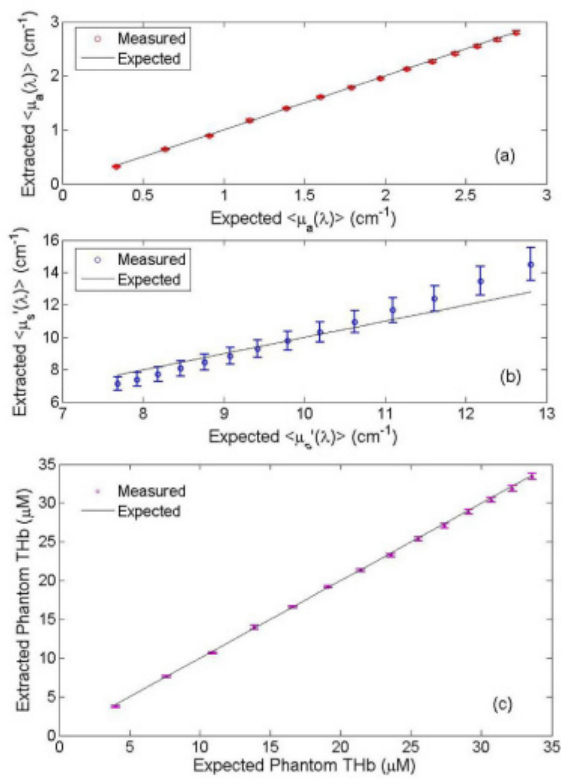 3
2
1
0
Extracted <μa(λ)> (cm-1)
Measured
Expected
(a)
0 0.5 1 1.5 2 2.5 3
Expected <μa(λ)> (cm-1)
16
14
12
10
8
6
Extracted <μs'(λ)> (cm-1)
Measured
Expected
(b)
7 8 9 10 11 12 13
Expected <μs'(λ)> (cm-1)
35
30
25
20
15
10
5
0
Extracted Phantom THb (μM)
Measured
Expected
(c)
0 5 10 15 20 25 30 35
Expected Phantom THb (μM)